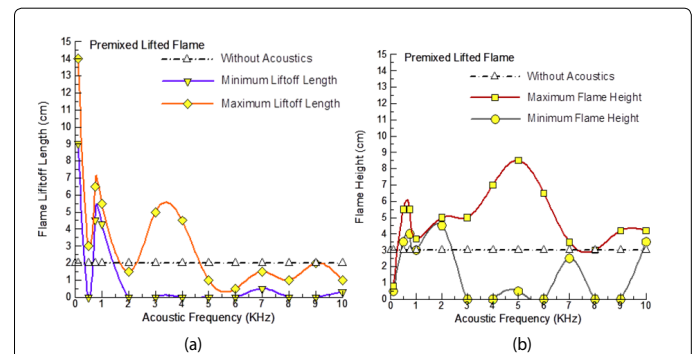 Premixed Lifted Flame
Without Acoustics
Minimum Liftoff Length
Maximum Liftoff Length
Flame Lifitoff Length (cm)
15
14
13
12
11
10
9
8
7
6
5
4
3
2
1
0
0 1 2 3 4 5 6 7 8 9 10
Acoustic Frequency (KHz)
(a)
Premixed Lifted Flame
Without Acoustics
Maximum Flame Height
Minimum Flame Height
Flame Height (cm)
15
14
13
12
11
10
9
8
7
6
5
4
3
2
1
0
0 1 2 3 4 5 6 7 8 9 10
Acoustic Frequency (KHz)
(b)